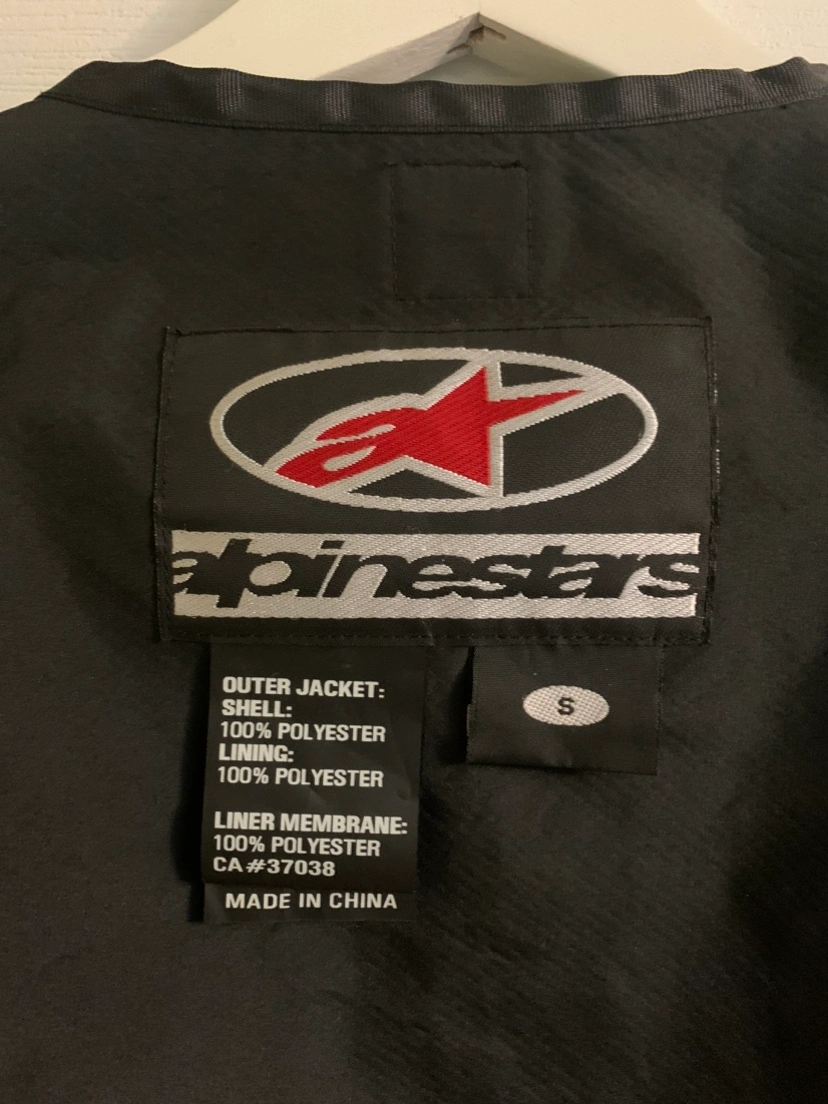 alpinestars
OUTER JACKET:
SHELL:
100% POLYESTER
LINING:
100% POLYESTER
LINER MEMBRANE:
100% POLYESTER
CA#37038
MADE IN CHINA
S